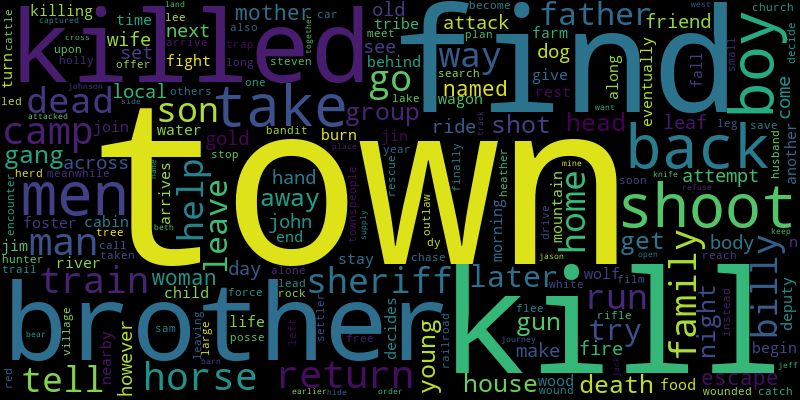 killed
find
town
kill
brother
killing
time
tribe
old
mother
father
wife
next
see
attack
friend
church
boy
captured
cross
upon
holly
set
arrive
also
lee
trap
long
offer
fight
meet
behind
car
plan
become
search
dog
farm
west
small
decide
land
together
steven
one
others
lake
go
way
named
wagon
give
rest
along
eventually
fall
come
another
turn
cattle
led
dead
local
son
take
group
ride
shot
head
leaf
leg
save
husband
attacked
johnson
side
camp
join
water
gold
bandit
burn
jin
year
rescue
finally
track
want
back
gang
across
stop
hand
place
townspeople
heather
attempt
herd
meanwhile
men
arrives
help
leave
away
john
end
supply
outlaw
dy
chase
morning
drive
mountain
mine
home
soon
knife
refuse
shoot
keep
encounter
foster
cabin
tree
call
taken
name
beth
man
jim
hunter
trail
river
train
woman
day
alone
stay
sheriff
later
jason
wolf
white
film
get
body
open
reach
n
family
night
instead
billy
deputy
child
force
lead
rock
run
rifle
gun
try
flee
bear
village
nearby
however
sam
leaving
large
life
posse
settler
left
free
decides
young
railroad
make
fire
journey
jack
begin
jeff
red
tell
horse
barn
return
earlier
hide
order
house
wood
wound
death
food
escape
wounded
catch